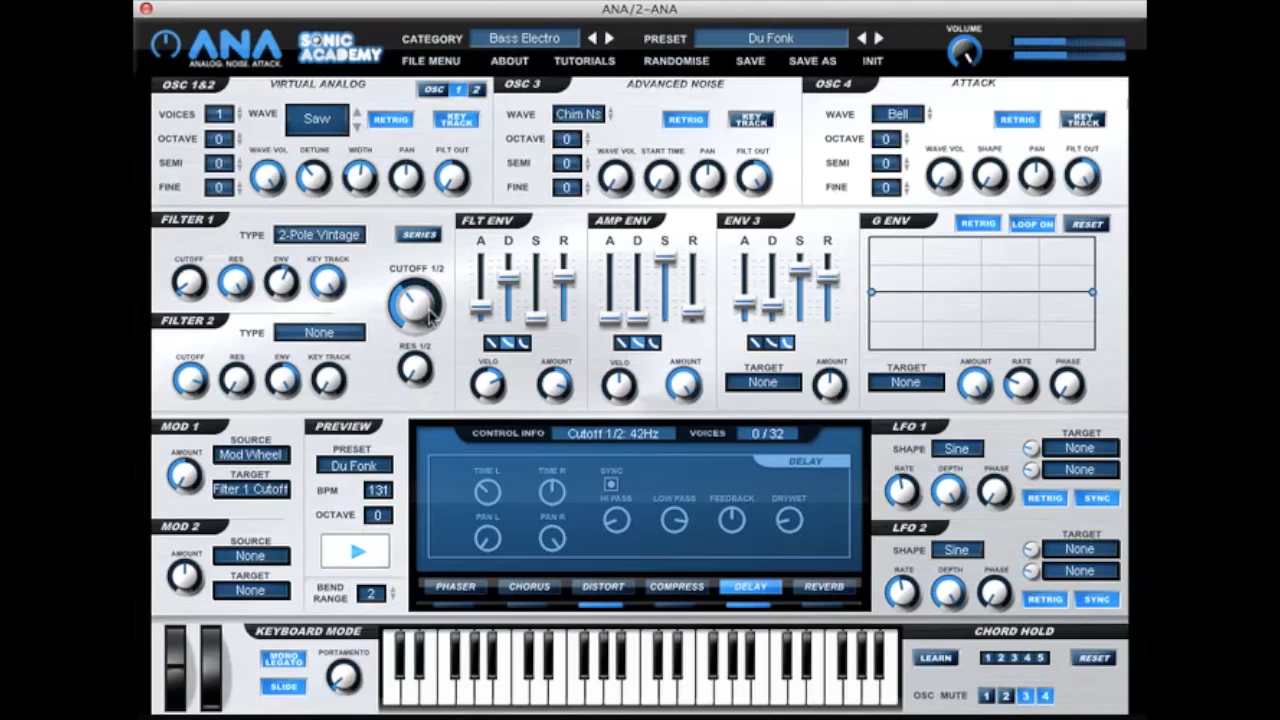 ANA/2-ANA
ANA
ANALOG. NOISE. ATTACK.
SONIC ACADEMY
CATEGORY Bass Electro PRESET Du Fonk VOLUME
FILE MENU ABOUT TUTORIALS RANDOMISE SAVE SAVE AS INIT
OSC 1&2 VIRTUAL ANALOG OSC 1 2
VOICES 1 WAVE Saw RETRIG KEY TRACK
OCTAVE 0
SEMI 0
FINE 0
WAVE VOL DETUNE WIDTH PAN FILT OUT
OSC 3 ADVANCED NOISE
WAVE Chim Ns RETRIG KEY TRACK
OCTAVE 0
SEMI 0
FINE 0
WAVE VOL START TIME PAN FILT OUT
OSC 4 ATTACK
WAVE Bell RETRIG KEY TRACK
OCTAVE 0
SEMI 0
FINE 0
WAVE VOL SHAPE PAN FILT OUT
FILTER 1
TYPE 2-Pole Vintage SERIES
CUTOFF RES ENV KEY TRACK
CUTOFF 1/2
FILTER 2
TYPE None
RES 1/2
CUTOFF RES ENV KEY TRACK
FLT ENV
A D S R
VELO AMOUNT
AMP ENV
A D S R
VELO AMOUNT
ENV 3
A D S R
TARGET AMOUNT
None
G ENV RETRIG LOOP ON RESET
TARGET AMOUNT RATE PHASE
None
MOD 1
SOURCE
AMOUNT Mod Wheel
TARGET
Filter 1 Cutoff
MOD 2
SOURCE
AMOUNT None
TARGET
None
PREVIEW
PRESET
Du Fonk
BPM 131
OCTAVE 0
BEND RANGE 2
CONTROL INFO Cutoff 1/2: 42Hz VOICES 0 / 32
DELAY
TIME L TIME R SYNC
HI PASS LOW PASS FEEDBACK DRYWET
PAN L PAN R
PHASER CHORUS DISTORT COMPRESS DELAY REVERB
LFO 1
SHAPE Sine TARGET
None
None
RATE DEPTH PHASE
RETRIG SYNC
LFO 2
SHAPE Sine TARGET
None
None
RATE DEPTH PHASE
RETRIG SYNC
KEYBOARD MODE
MONO LEGATO
PORTAMENTO
SLIDE
CHORD HOLD
LEARN 1 2 3 4 5 RESET
OSC MUTE 1 2 3 4